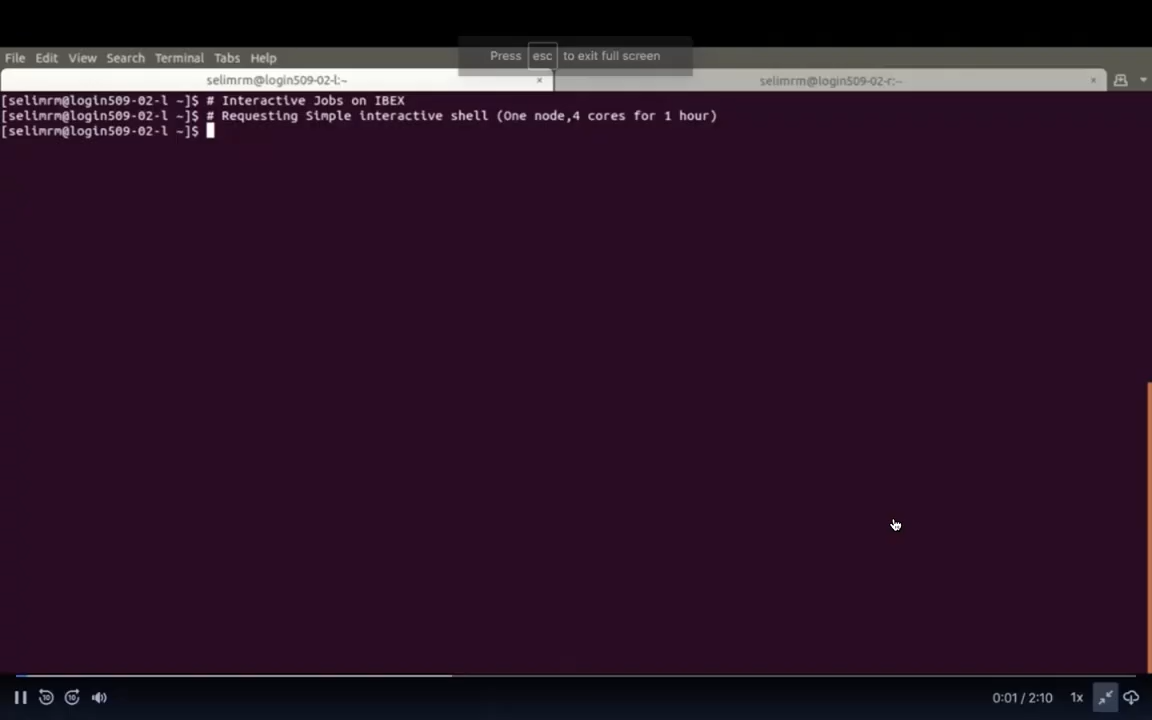 Press esc to exit full screen
File Edit View Search Terminal Tabs Help
selimrm@login509-02-l:~ × selimrm@login509-02-r:~ ×
[selimrm@login509-02-l ~]$ # Interactive Jobs on IBEX
[selimrm@login509-02-l ~]$ # Requesting Simple interactive shell (One node,4 cores for 1 hour)
[selimrm@login509-02-l ~]$
10 10 0:01 / 2:10 1x